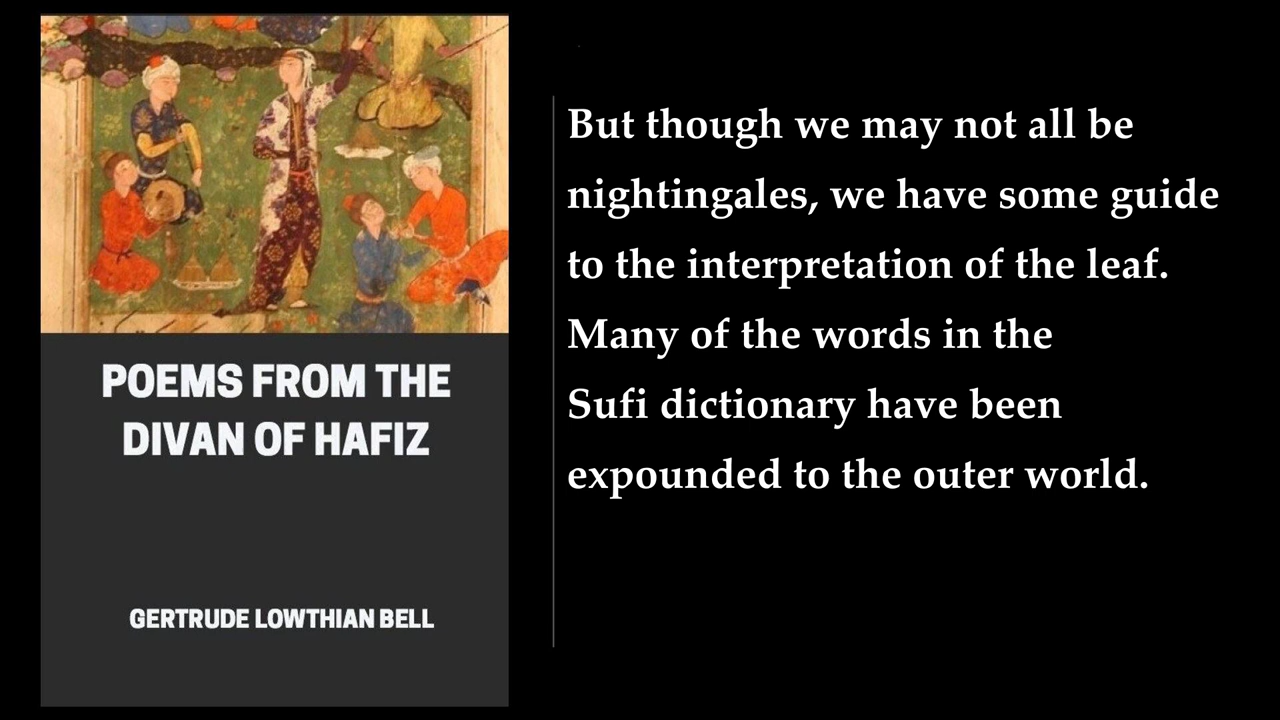 POEMS FROM THE
DIVAN OF HAFIZ
GERTRUDE LOWTHIAN BELL
But though we may not all be
nightingales, we have some guide
to the interpretation of the leaf.
Many of the words in the
Sufi dictionary have been
expounded to the outer world.